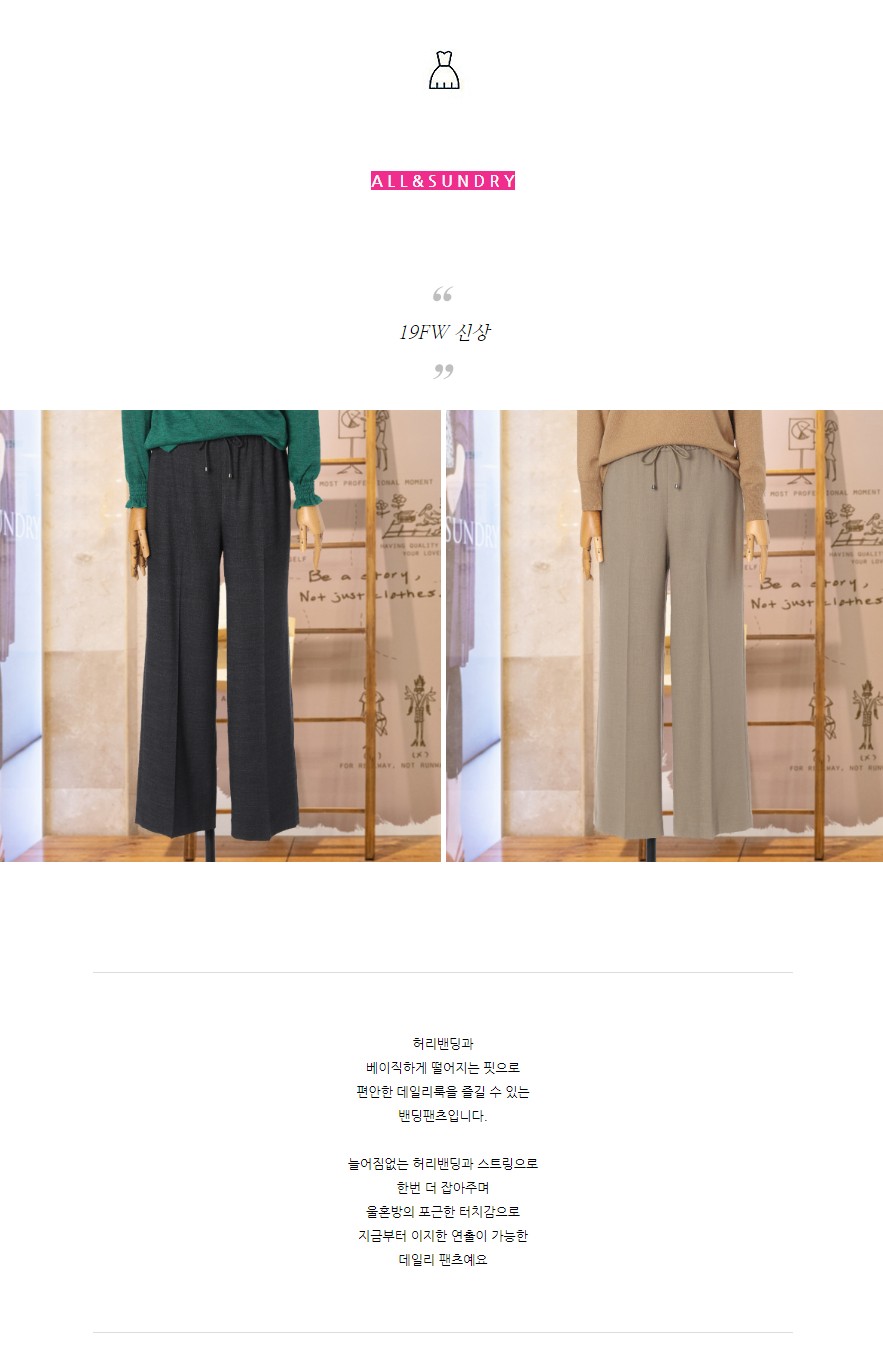 ALL&SUNDRY
“
19FW 신상
”
UNDRY
MOST PROFESSIONAL MOMENT
HAVING QUALITY
YOUR LOVE
SELF
Be a story,
Not just clothes.
(X)
FOR RUNWAY, NOT RUNN
SUNDRY
MOST PROFESSIONAL MOMENT
HAVING QUALITY
YOUR LOVE
ELF
Be a story,
Not just clothes
(X)
FOR RUNWAY, NOT RUN
허리밴딩과
베이직하게 떨어지는 핏으로
편안한 데일리룩을 즐길 수 있는
밴딩팬츠입니다.
늘어짐없는 허리밴딩과 스트링으로
한번 더 잡아주며
울혼방의 포근한 터치감으로
지금부터 이지한 연출이 가능한
데일리 팬츠예요